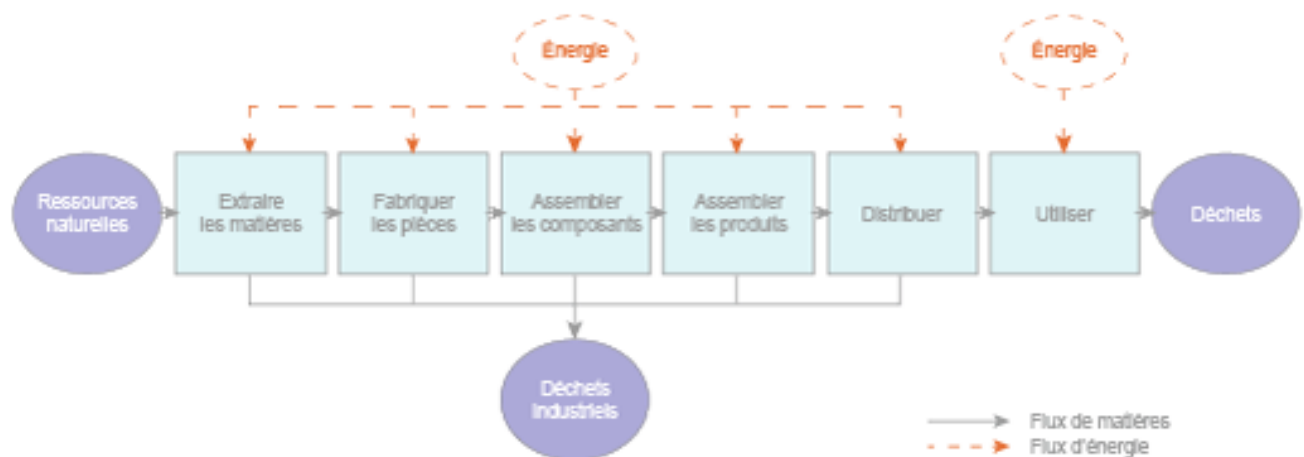 Énergie
Énergie
Ressources
naturelles
Extraire
les matières
Fabriquer
les pièces
Assembler
les composants
Assembler
les produits
Distribuer
Utiliser
Déchets
Déchets
Industriels
Flux de matières
Flux d'énergie